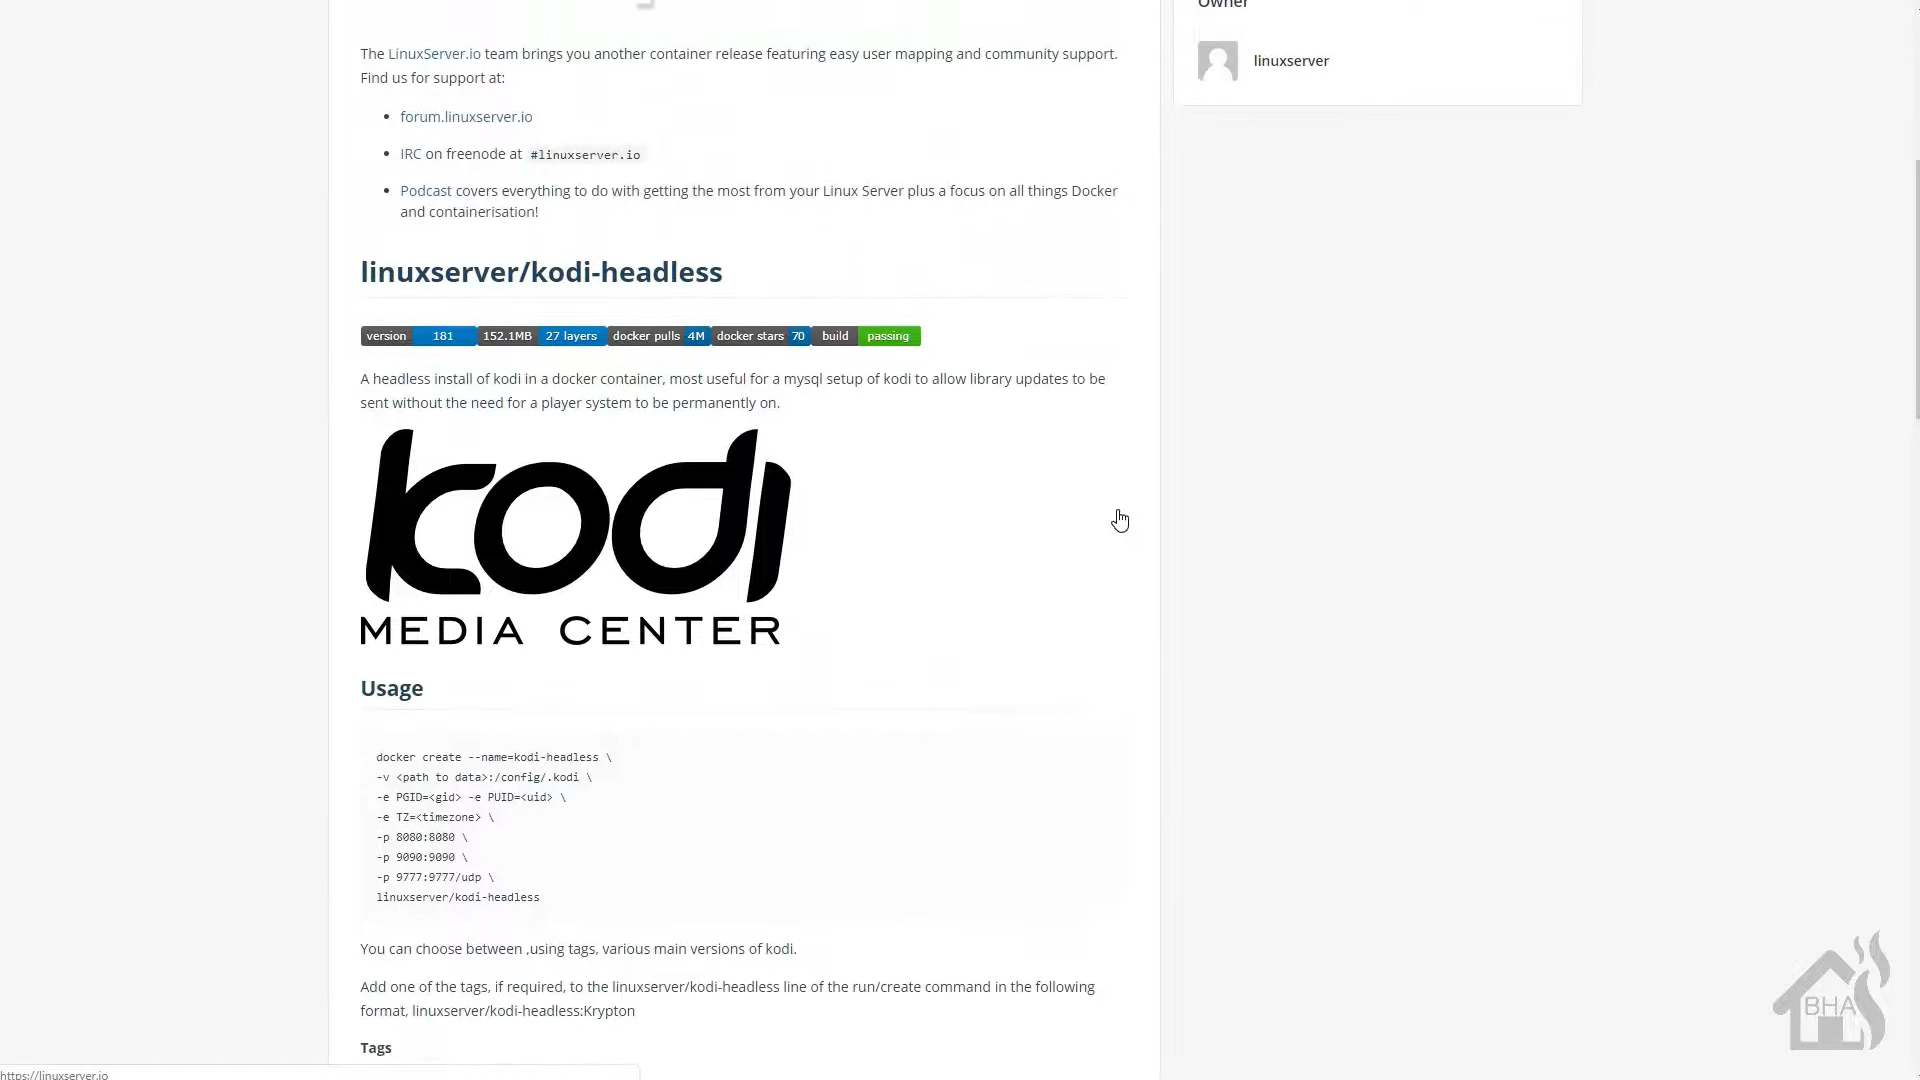 Owner
The LinuxServer.io team brings you another container release featuring easy user mapping and community support.
Find us for support at:
linuxserver
forum.linuxserver.io
IRC on freenode at #linuxserver.io
Podcast covers everything to do with getting the most from your Linux Server plus a focus on all things Docker
and containerisation!
linuxserver/kodi-headless
version 181 152.1MB 27 layers docker pulls 4M docker stars 70 build passing
A headless install of kodi in a docker container, most useful for a mysql setup of kodi to allow library updates to be
sent without the need for a player system to be permanently on.
kodi
MEDIA CENTER
Usage
docker create --name=kodi-headless \
-v <path to data>:/config/.kodi \
-e PGID=<gid> -e PUID=<uid> \
-e TZ=<timezone> \
-p 8080:8080 \
-p 9090:9090 \
-p 9777:9777/udp \
linuxserver/kodi-headless
You can choose between ,using tags, various main versions of kodi.
Add one of the tags, if required, to the linuxserver/kodi-headless line of the run/create command in the following
format, linuxserver/kodi-headless:Krypton
BHA
Tags
https://linuxserver.io